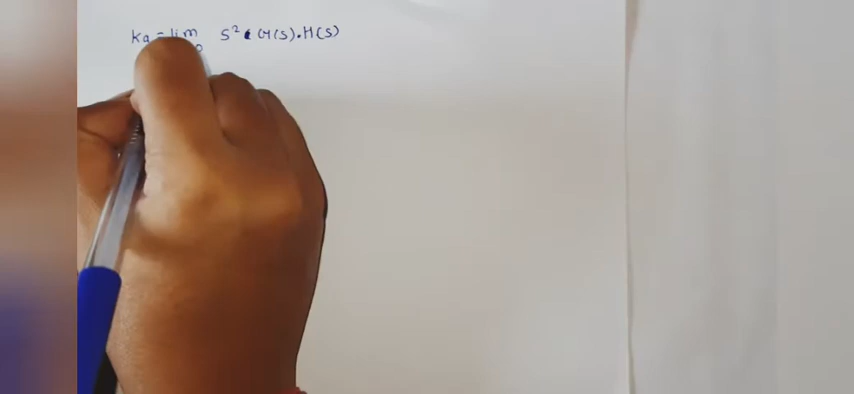 Ka = lim s² G(s).H(s)